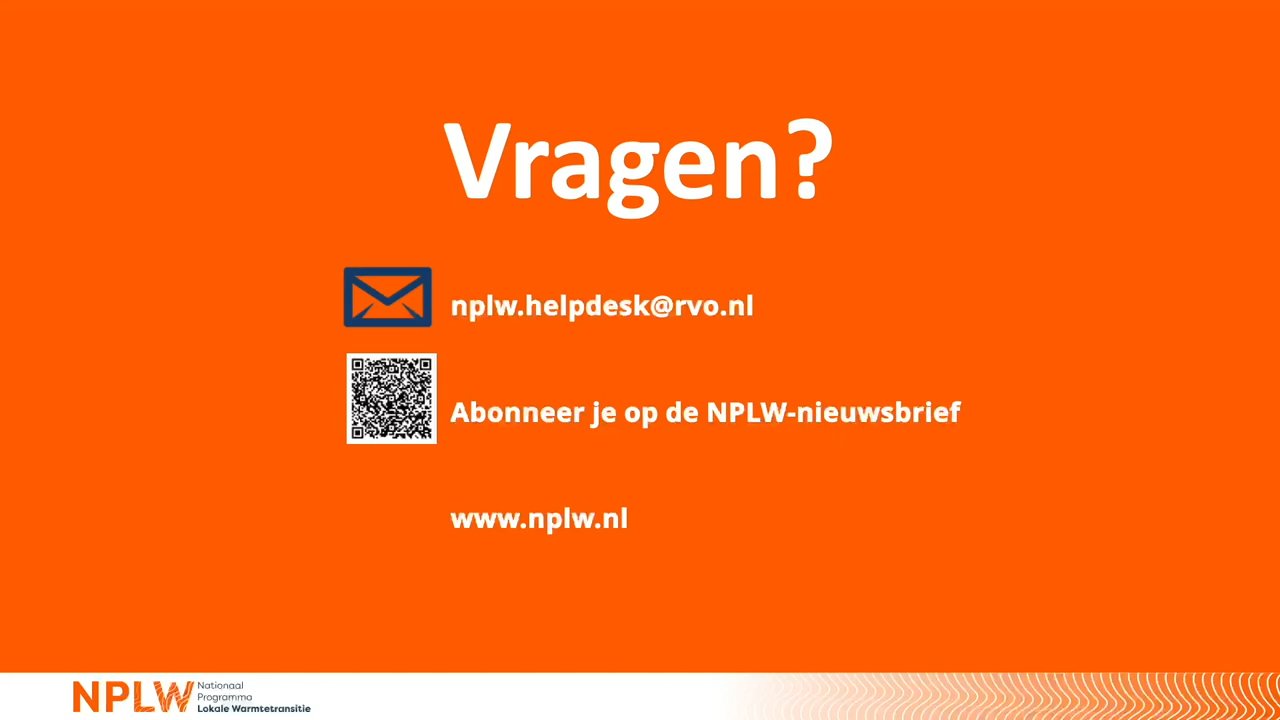 Vragen?
nplw.helpdesk@rvo.nl
Abonneer je op de NPLW-nieuwsbrief
www.nplw.nl
NPLW
Nationaal
Programma
Lokale Warmtetransitie